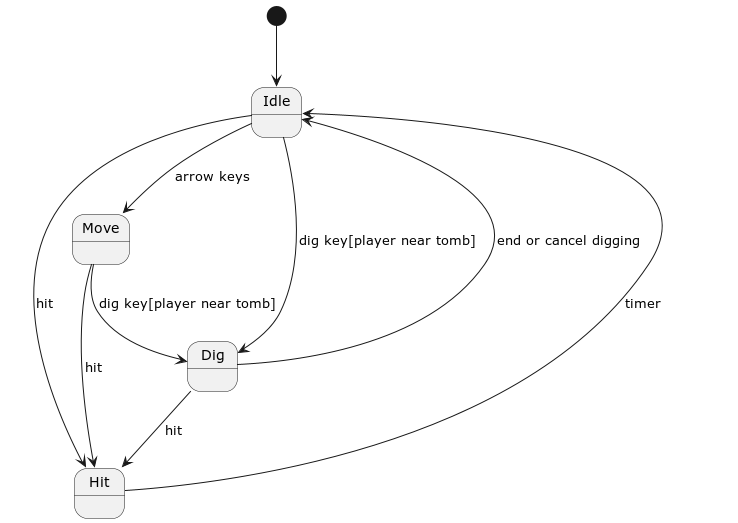 Idle
arrow keys
Move
dig key[player near tomb]
end or cancel digging
hit
dig key[player near tomb]
timer
Dig
hit
hit
Hit